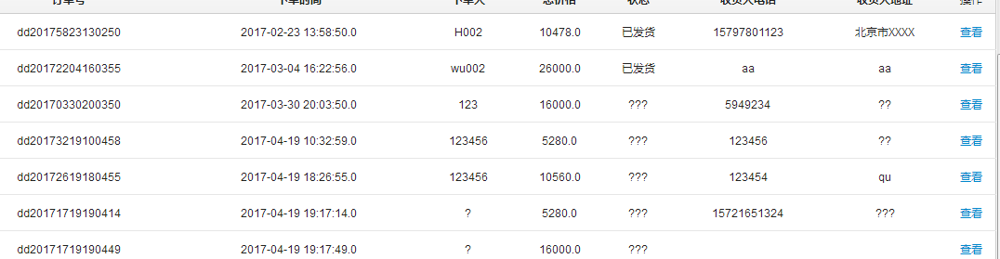 订单号 下单时间 下单人 总价格 状态 收货人电话 收货人地址 操作
dd20175823130250 2017-02-23 13:58:50.0 H002 10478.0 已发货 15797801123 北京市XXXX 查看
dd20172204160355 2017-03-04 16:22:56.0 wu002 26000.0 已发货 aa aa 查看
dd20170330200350 2017-03-30 20:03:50.0 123 16000.0 ??? 5949234 ?? 查看
dd20173219100458 2017-04-19 10:32:59.0 123456 5280.0 ??? 123456 ?? 查看
dd20172619180455 2017-04-19 18:26:55.0 123456 10560.0 ??? 123454 qu 查看
dd20171719190414 2017-04-19 19:17:14.0 ? 5280.0 ??? 15721651324 ??? 查看
dd20171719190449 2017-04-19 19:17:49.0 ? 16000.0 ??? 查看